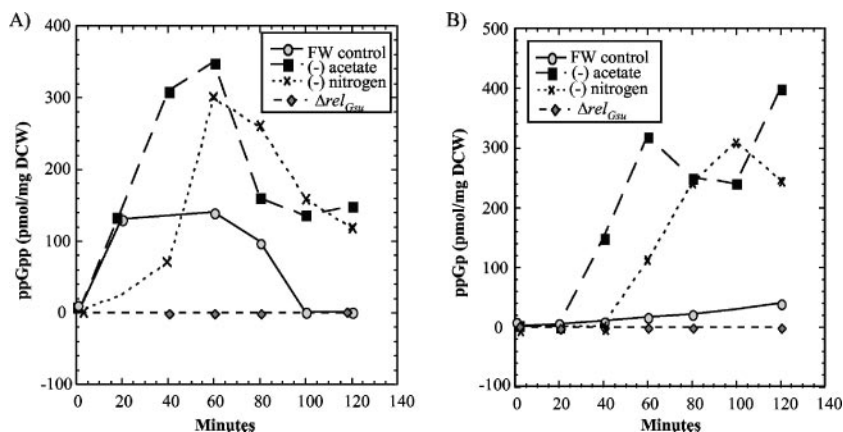 A)
400
300
200
100
0
-100
ppGpp (pmol/mg DCW)
FW control
(-) acetate
(-) nitrogen
ΔrelGsu
0 20 40 60 80 100 120 140
Minutes
B)
500
400
300
200
100
0
-100
ppGp (pmol/mg DCW)
FW control
(-) acetate
(-) nitrogen
ΔrelGsu
0 20 40 60 80 100 120 140
Minutes